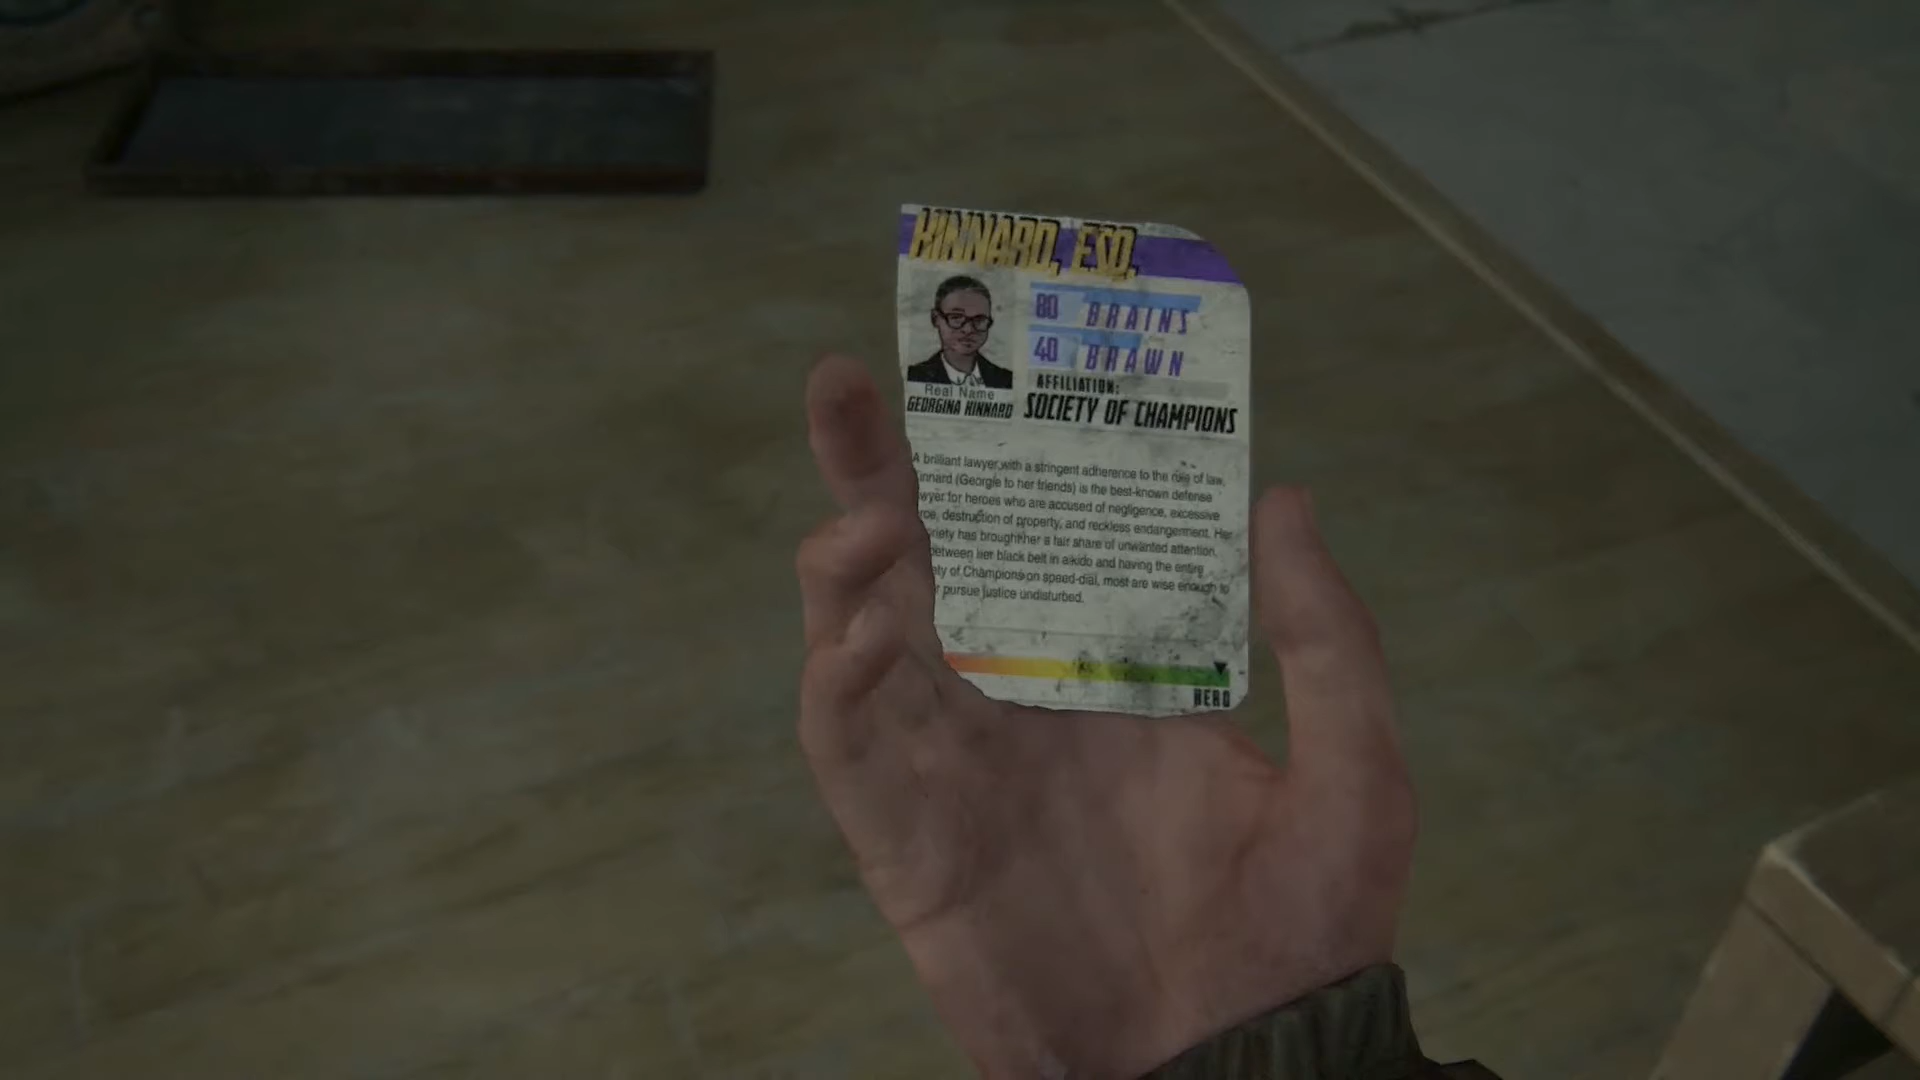 KINNARD, ESQ.
80 BRAINS
40 BRAWN
Real Name
GEORGINA KINNARD
AFFILIATION:
SOCIETY OF CHAMPIONS
A brilliant lawyer with a stringent adherence to the rule of law,
innard (Georgie to her friends) is the best-known defense
wyer for heroes who are accused of negligence, excessive
rce, destruction of property, and reckless endangerment. Her
oriety has brought her a fair share of unwanted attention,
between her black belt in aikido and having the entire
ety of Champions on speed-dial, most are wise enough to
r pursue justice undisturbed.
HERO